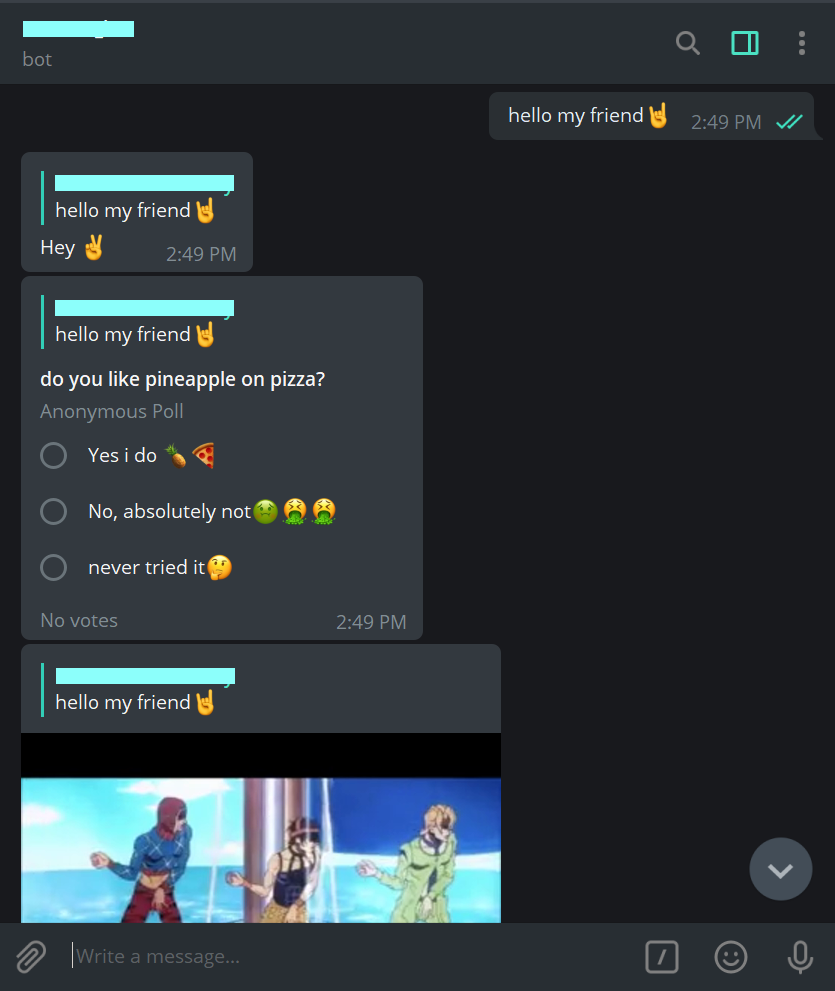 bot
hello my friend🤘 2:49 PM
hello my friend🤘
Hey ✌ 2:49 PM
hello my friend🤘
do you like pineapple on pizza?
Anonymous Poll
Yes i do 🍍🍕
No, absolutely not🤢🤮🤮
never tried it🤔
No votes 2:49 PM
hello my friend🤘
Write a message...